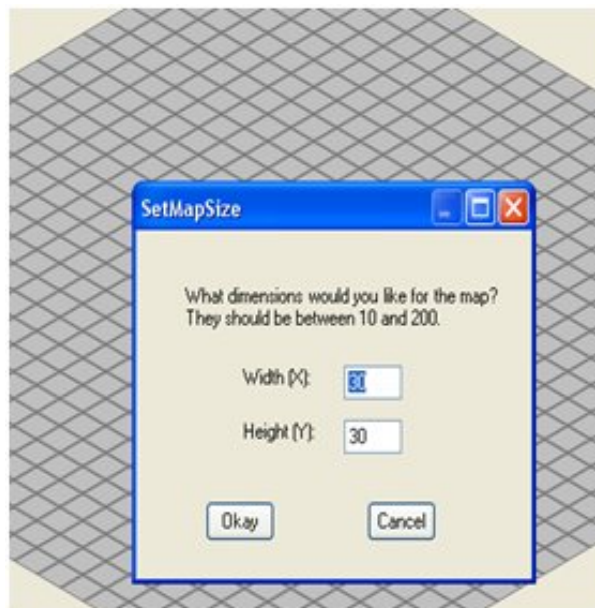 SetMapSize
What dimensions would you like for the map?
They should be between 10 and 200.
Width (X): 30
Height (Y): 30
Okay Cancel